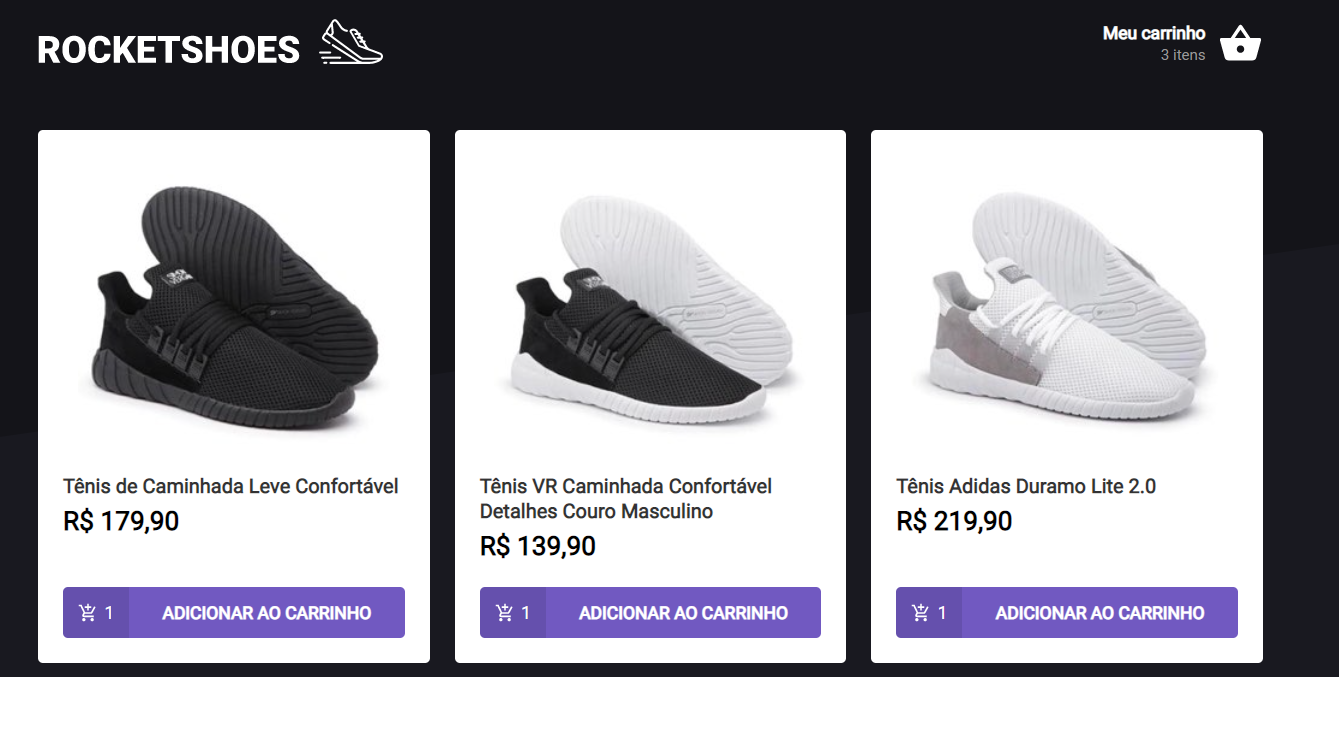 ROCKETSHOES
Meu carrinho
3 itens
Tênis de Caminhada Leve Confortável
R$ 179,90
1 ADICIONAR AO CARRINHO
Tênis VR Caminhada Confortável
Detalhes Couro Masculino
R$ 139,90
1 ADICIONAR AO CARRINHO
Tênis Adidas Duramo Lite 2.0
R$ 219,90
1 ADICIONAR AO CARRINHO